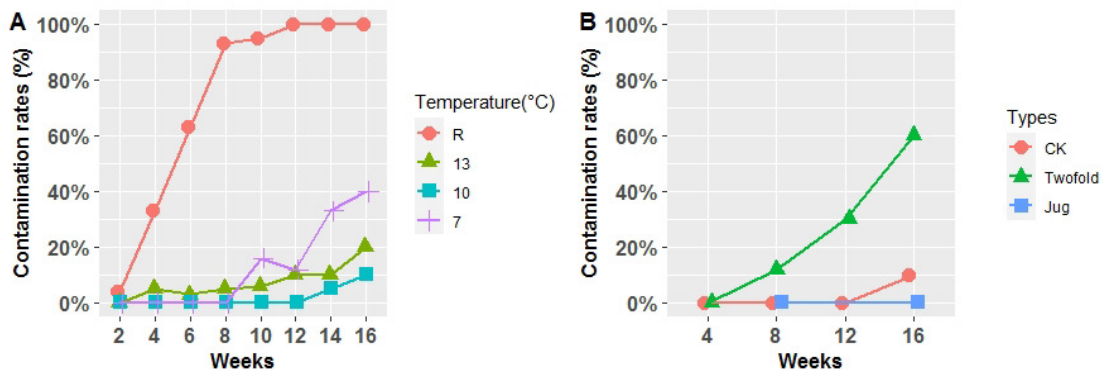 A
Contamination rates (%)
100%
80%
60%
40%
20%
0%
2 4 6 8 10 12 14 16
Weeks
Temperature(°C)
R
13
10
7
B
Contamination rates (%)
100%
80%
60%
40%
20%
0%
4 8 12 16
Weeks
Types
CK
Twofold
Jug